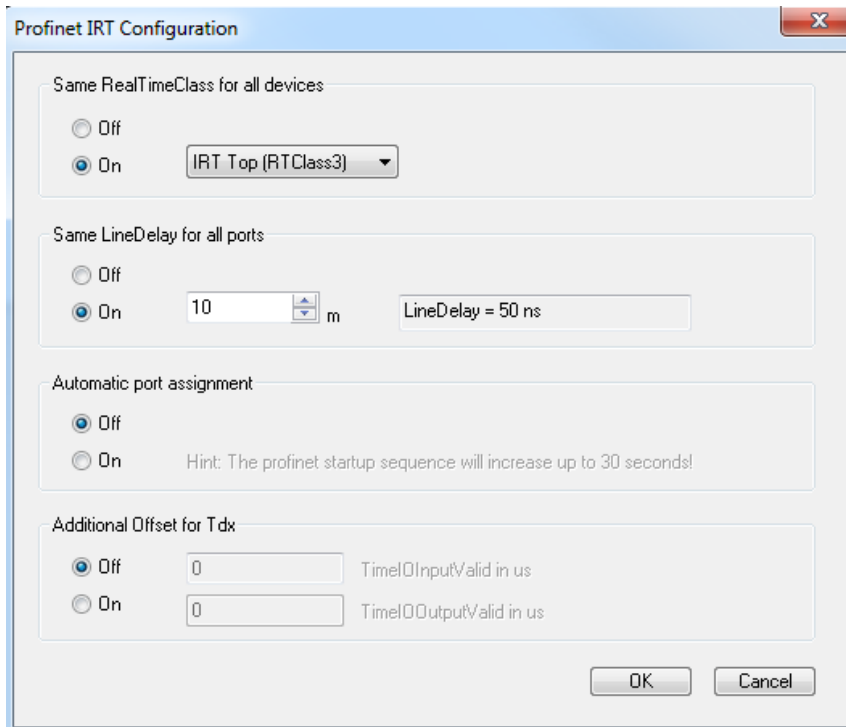 Profinet IRT Configuration
Same RealTimeClass for all devices
Off
On IRT Top (RTClass3)
Same LineDelay for all ports
Off
On 10 m LineDelay = 50 ns
Automatic port assignment
Off
On Hint: The profinet startup sequence will increase up to 30 seconds!
Additional Offset for Tdx
Off 0 TimeIOInputValid in us
On 0 TimeIOOutputValid in us
OK Cancel